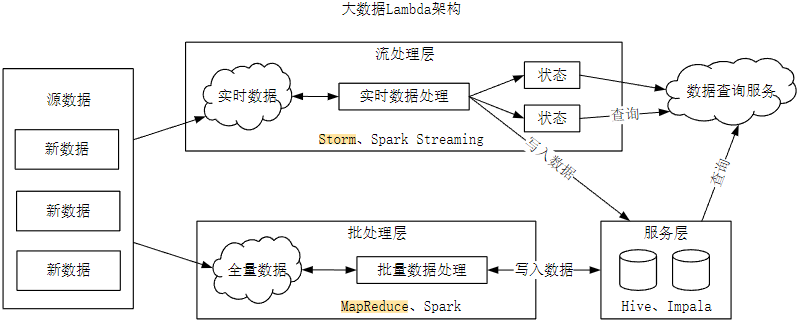 大数据Lambda架构
流处理层
源数据
新数据
新数据
新数据
实时数据
实时数据处理
状态
状态
Storm、Spark Streaming
查询
数据查询服务
写入数据
查询
批处理层
全量数据
批量数据处理
MapReduce、Spark
写入数据
服务层
Hive、Impala